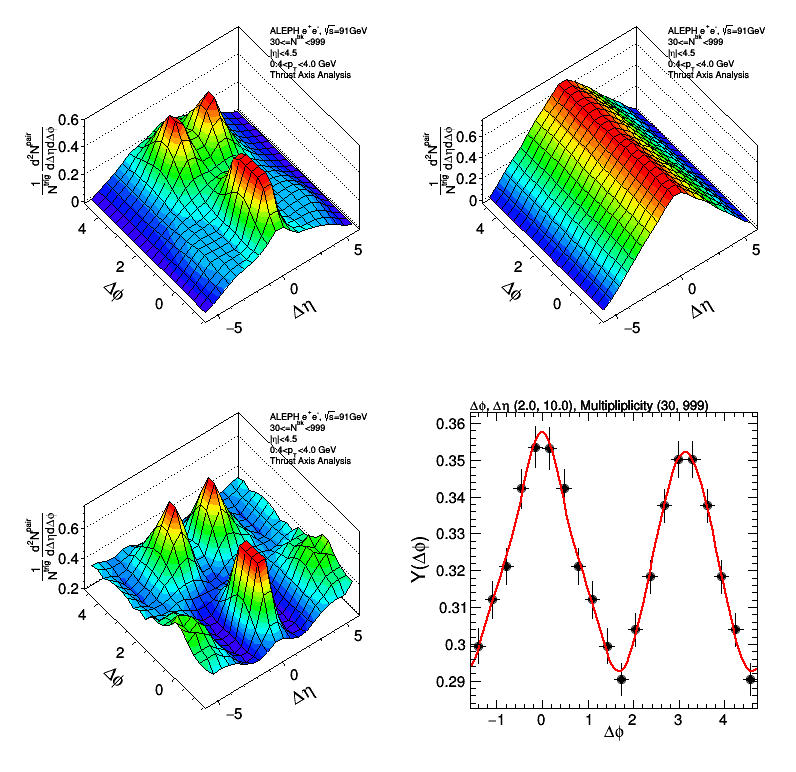 ALEPH e⁺e⁻, √s=91GeV
30<=N^trk<999
|η|<4.5
0.4<p_T<4.0 GeV
Thrust Axis Analysis
1/N^trig d²N^pair/dΔηdΔφ
0.6
0.4
0.2
0
4
2
0
Δφ
−5
0
5
Δη
ALEPH e⁺e⁻, √s=91GeV
30<=N^trk<999
|η|<4.5
0.4<p_T<4.0 GeV
Thrust Axis Analysis
1/N^trig d²N^pair/dΔηdΔφ
0.6
0.4
0.2
0
4
2
0
Δφ
−5
0
5
Δη
ALEPH e⁺e⁻, √s=91GeV
30<=N^trk<999
|η|<4.5
0.4<p_T<4.0 GeV
Thrust Axis Analysis
1/N^trig d²N^pair/dΔηdΔφ
0.6
0.4
0.2
4
2
0
Δφ
−5
0
5
Δη
Δφ, Δη (2.0, 10.0), Multipliplicity (30, 999)
Y(Δφ)
0.36
0.35
0.34
0.33
0.32
0.31
0.3
0.29
−1 0 1 2 3 4
Δφ